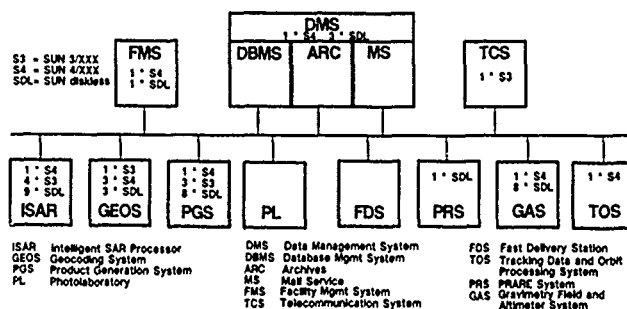 DMS
1 * S4 3 * SDL
S3 = SUN 3/XXX
S4 = SUN 4/XXX
SDL= SUN diskless
FMS
1 * S4
1 * SDL
DBMS
ARC
MS
TCS
1 * S3
1 * S4
4 * S3
9 * SDL
ISAR
1 * S3
3 * S4
3 * SDL
GEOS
1 * S4
3 * S3
8 * SDL
PGS
PL
FDS
1 * SDL
PRS
1 * S4
8 * SDL
GAS
1 * S4
TOS
ISAR Intelligent SAR Processor
GEOS Geocoding System
PGS Product Generation System
PL Photolaboratory
DMS Data Management System
DBMS Database Mgmt System
ARC Archives
MS Mail Service
FMS Facility Mgmt System
TCS Telecommunication System
FDS Fast Delivery Station
TOS Tracking Data and Orbit
Processing System
PRS PRARE System
GAS Gravimetry Field and
Altimeter System